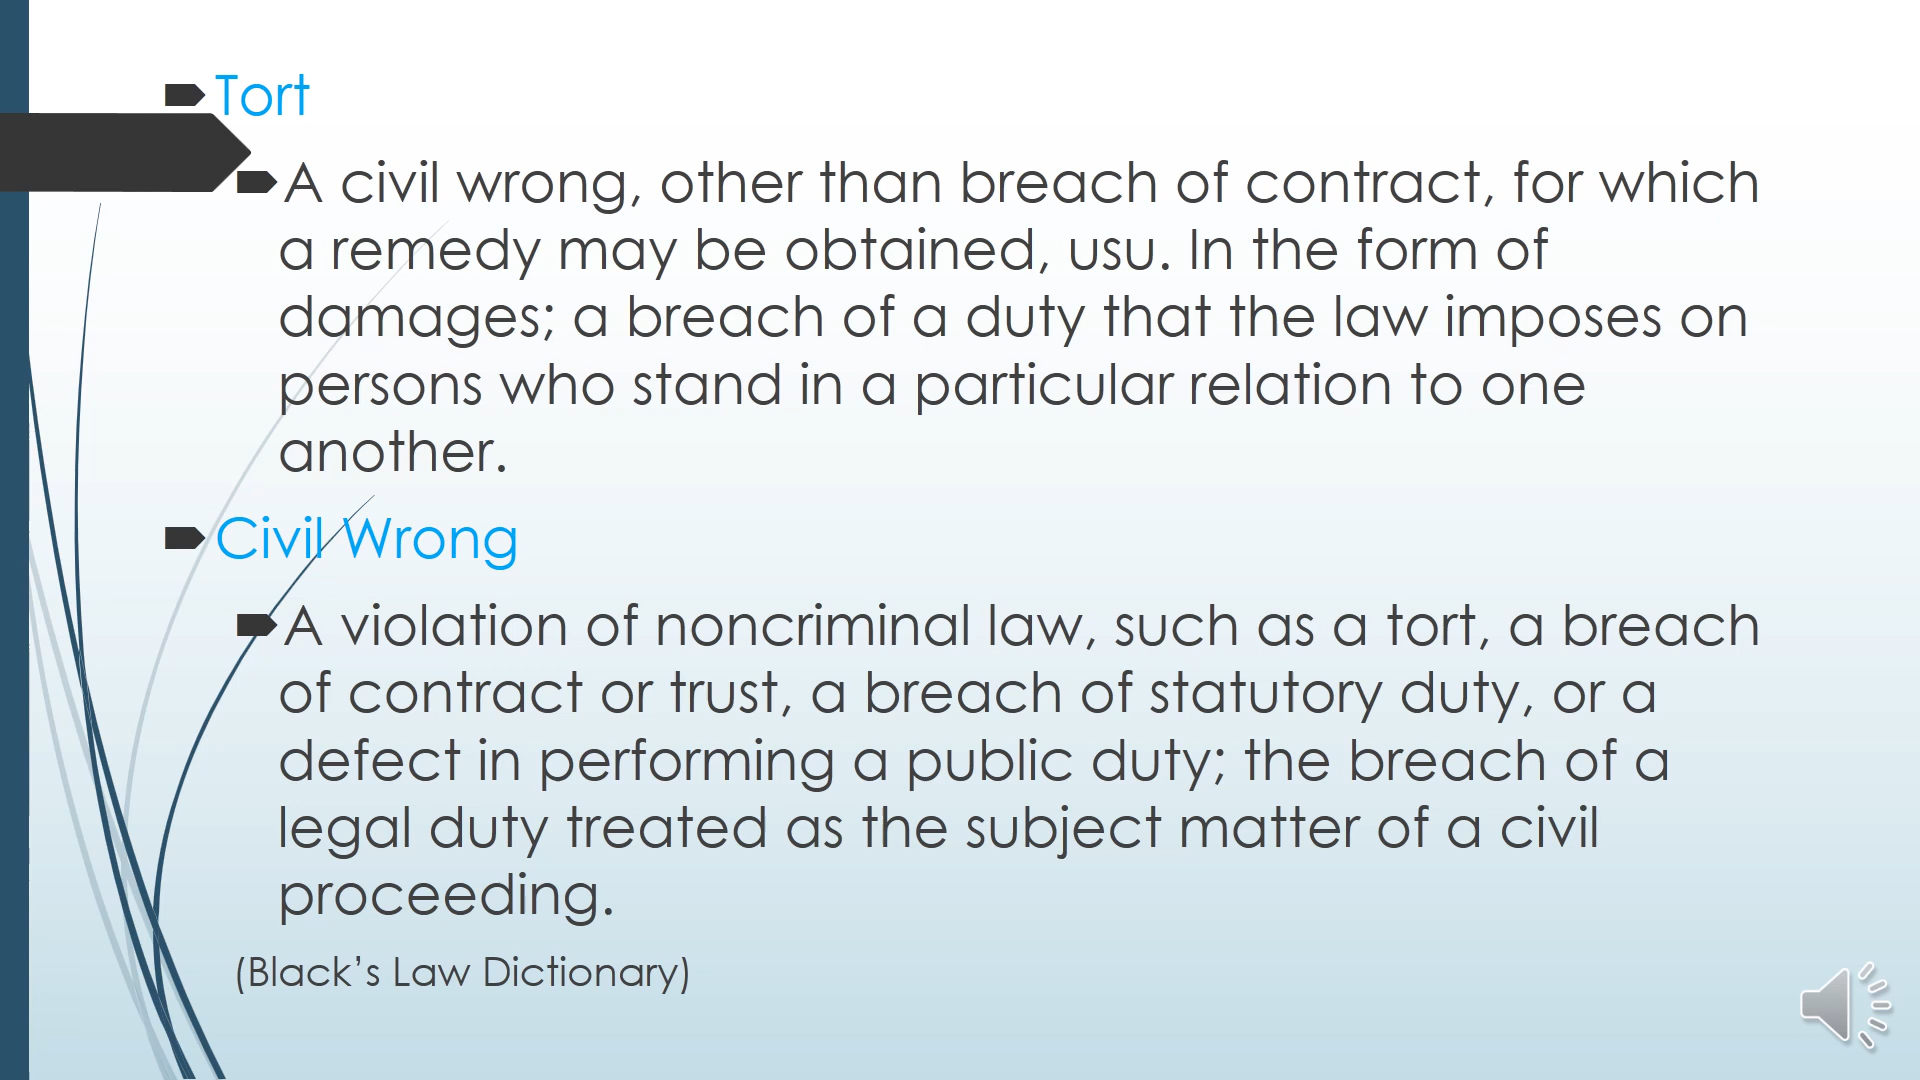 Tort
A civil wrong, other than breach of contract, for which
a remedy may be obtained, usu. In the form of
damages; a breach of a duty that the law imposes on
persons who stand in a particular relation to one
another.
Civil Wrong
A violation of noncriminal law, such as a tort, a breach
of contract or trust, a breach of statutory duty, or a
defect in performing a public duty; the breach of a
legal duty treated as the subject matter of a civil
proceeding.
(Black’s Law Dictionary)